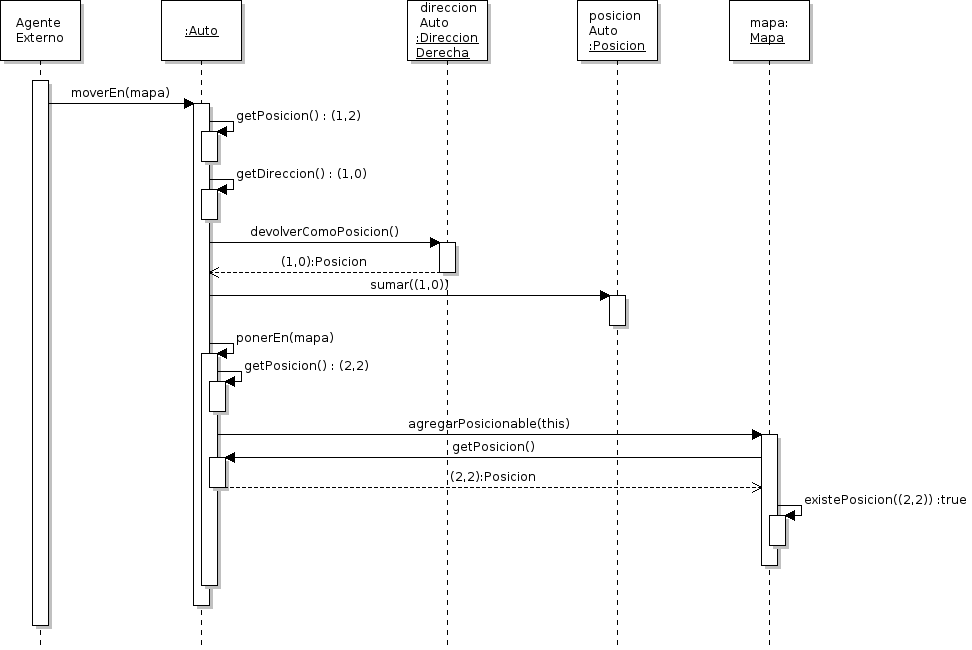 Agente
Externo
:Auto
direccion
Auto
:Direccion
Derecha
posicion
Auto
:Posicion
mapa:
Mapa
moverEn(mapa)
getPosicion() : (1,2)
getDireccion() : (1,0)
devolverComoPosicion()
(1,0):Posicion
sumar((1,0))
ponerEn(mapa)
getPosicion() : (2,2)
agregarPosicionable(this)
getPosicion()
(2,2):Posicion
existePosicion((2,2)) :true